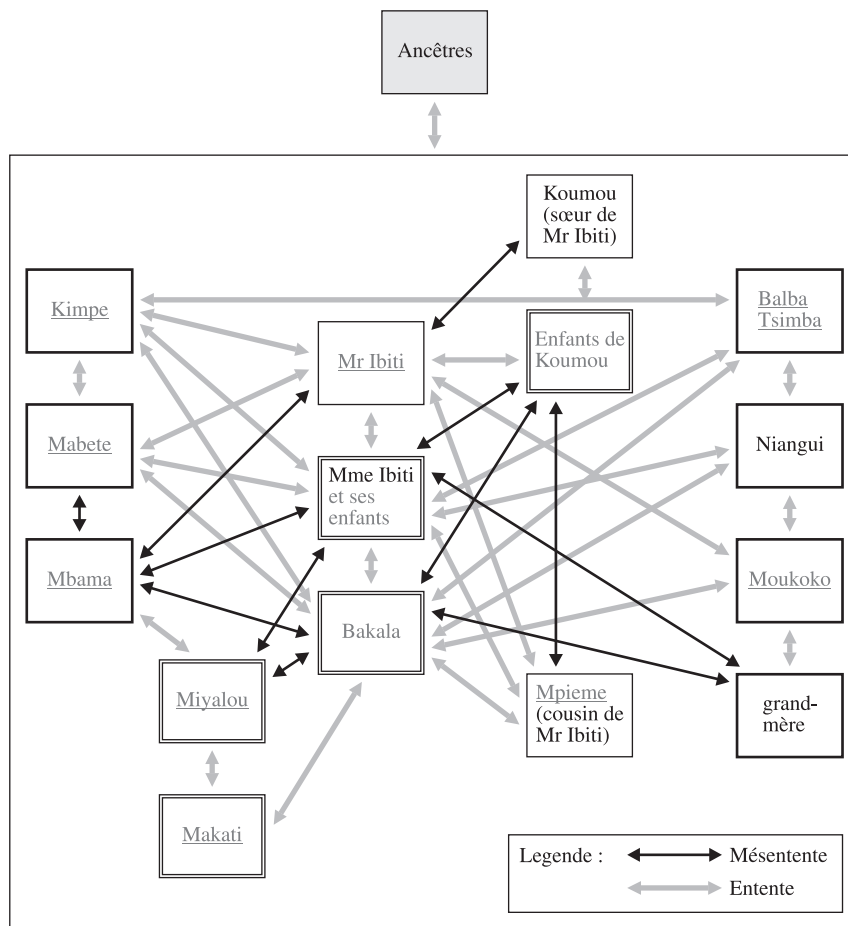 Ancêtres
Koumou
(sœur de
Mr Ibiti)
Kimpe
Balba
Tsimba
Mr Ibiti
Enfants de
Koumou
Mabete
Mme Ibiti
et ses
enfants
Niangui
Mbama
Bakala
Moukoko
Miyalou
Mpieme
(cousin de
Mr Ibiti)
grand-
mère
Makati
Legende :
Mésentente
Entente